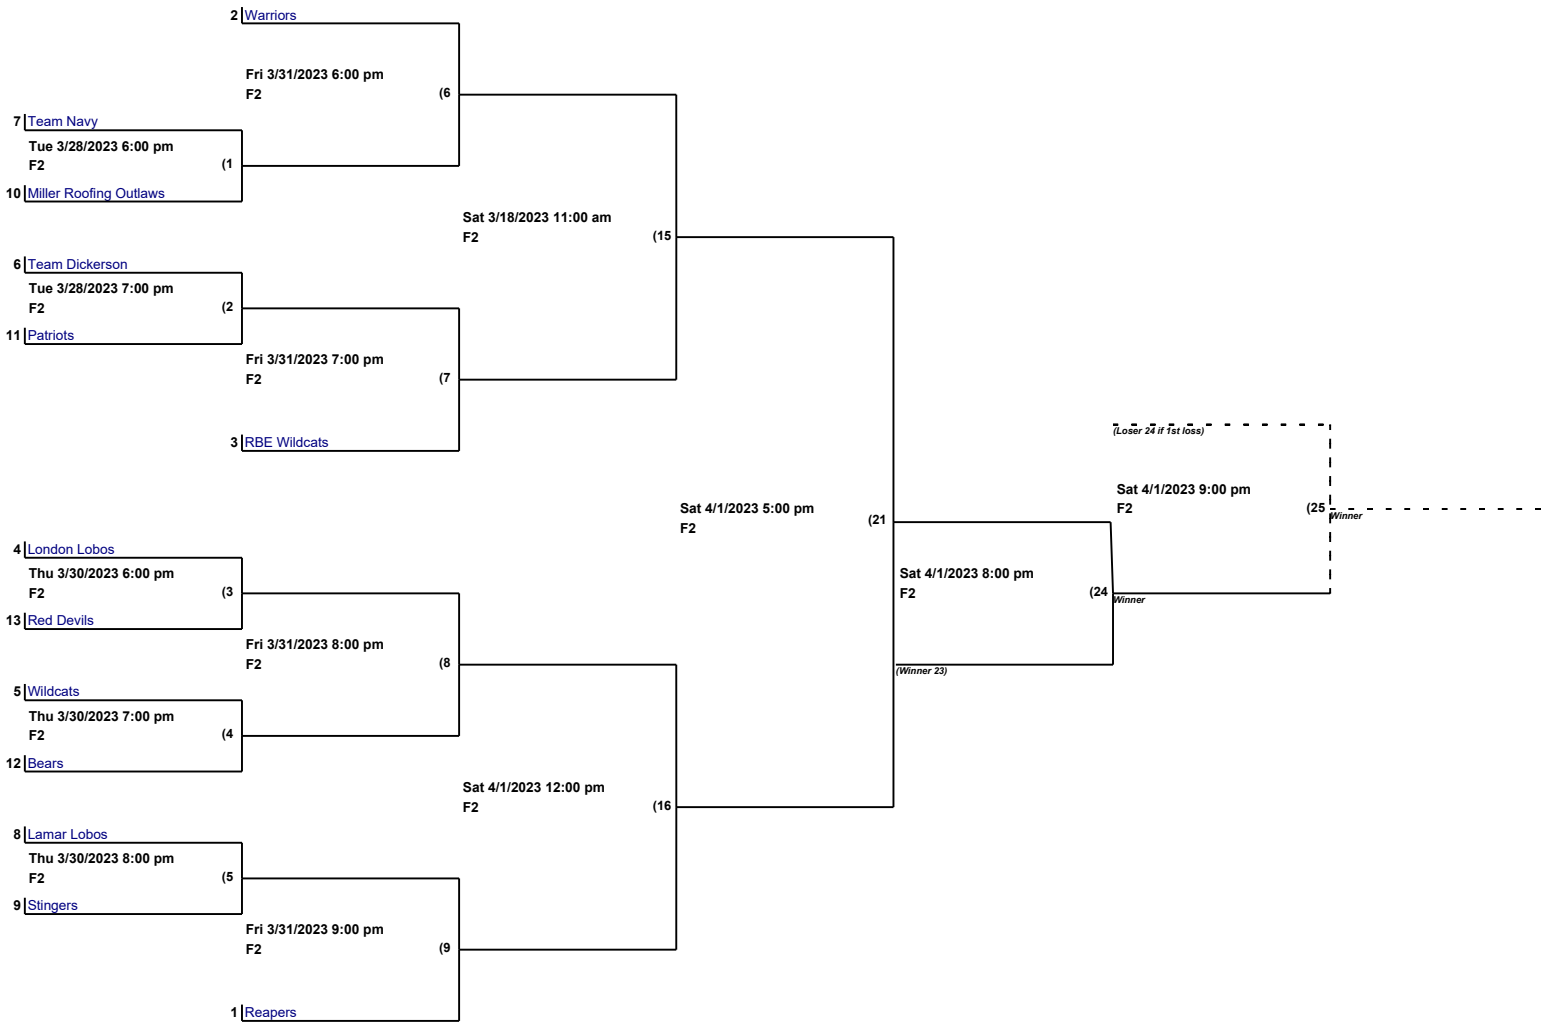 2 Warriors
Fri 3/31/2023 6:00 pm
F2 (6
7 Team Navy
Tue 3/28/2023 6:00 pm
F2 (1
10 Miller Roofing Outlaws
Sat 3/18/2023 11:00 am
F2 (15
6 Team Dickerson
Tue 3/28/2023 7:00 pm
F2 (2
11 Patriots
Fri 3/31/2023 7:00 pm
F2 (7
3 RBE Wildcats
(Loser 24 if 1st loss)
Sat 4/1/2023 9:00 pm
F2 (25
Winner
Sat 4/1/2023 5:00 pm
F2 (21
4 London Lobos
Thu 3/30/2023 6:00 pm
F2 (3
13 Red Devils
Sat 4/1/2023 8:00 pm
F2 (24
Winner
Fri 3/31/2023 8:00 pm
F2 (8
(Winner 23)
5 Wildcats
Thu 3/30/2023 7:00 pm
F2 (4
12 Bears
Sat 4/1/2023 12:00 pm
F2 (16
8 Lamar Lobos
Thu 3/30/2023 8:00 pm
F2 (5
9 Stingers
Fri 3/31/2023 9:00 pm
F2 (9
1 Reapers